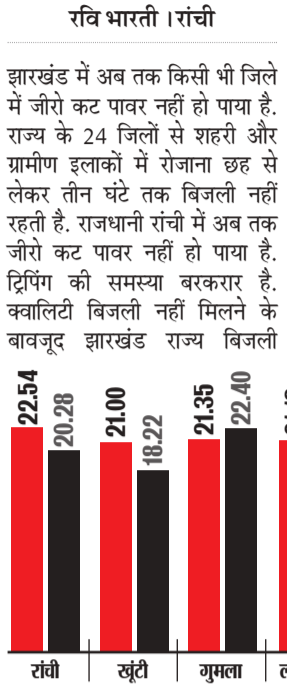 रवि भारती । रांची
झारखंड में अब तक किसी भी जिले
में जीरो कट पावर नहीं हो पाया है.
राज्य के 24 जिलों से शहरी और
ग्रामीण इलाकों में रोजाना छह से
लेकर तीन घंटे तक बिजली नहीं
रहती है. राजधानी रांची में अब तक
जीरो कट पावर नहीं हो पाया है.
ट्रिपिंग की समस्या बरकरार है.
क्वालिटी बिजली नहीं मिलने के
बावजूद झारखंड राज्य बिजली
22.54 20.28 21.00 18.22 21.35 22.40
रांची खूंटी गुमला